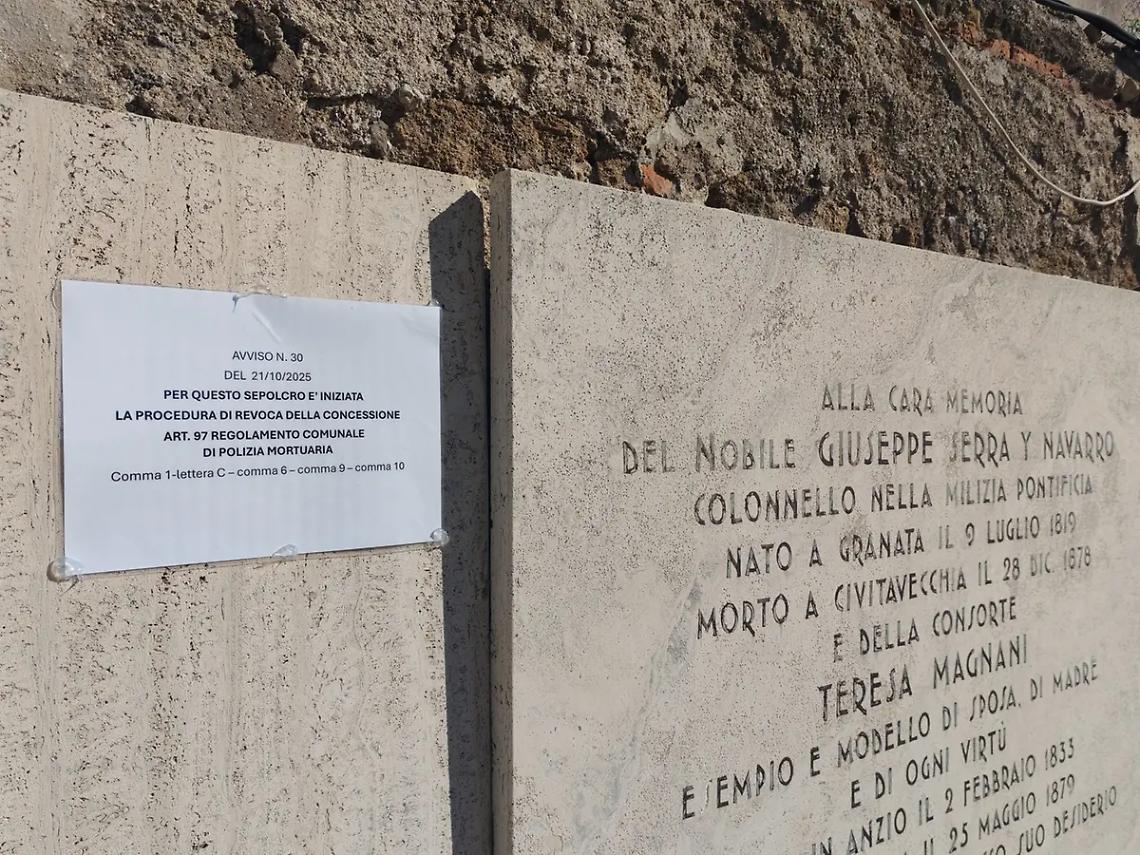 AVVISO N. 30
DEL 21/10/2025
PER QUESTO SEPOLCRO E' INIZIATA
LA PROCEDURA DI REVOCA DELLA CONCESSIONE
ART. 97 REGOLAMENTO COMUNALE
DI POLIZIA MORTUARIA
Comma 1-lettera C – comma 6 – comma 9 – comma 10
ALLA CARA MEMORIA
DEL NOBILE GIUSEPPE SERRA Y NAVARRO
COLONNELLO NELLA MILIZIA PONTIFICIA
NATO A GRANATA IL 9 LUGLIO 1819
MORTO A CIVITAVECCHIA IL 28 DIC. 1878
E DELLA CONSORTE
TERESA MAGNANI
ESEMPIO E MODELLO DI SPOSA, DI MADRE
E DI OGNI VIRTÙ
IN ANZIO IL 2 FEBBRAIO 1833
IL 25 MAGGIO 1879
SUO DESIDERIO